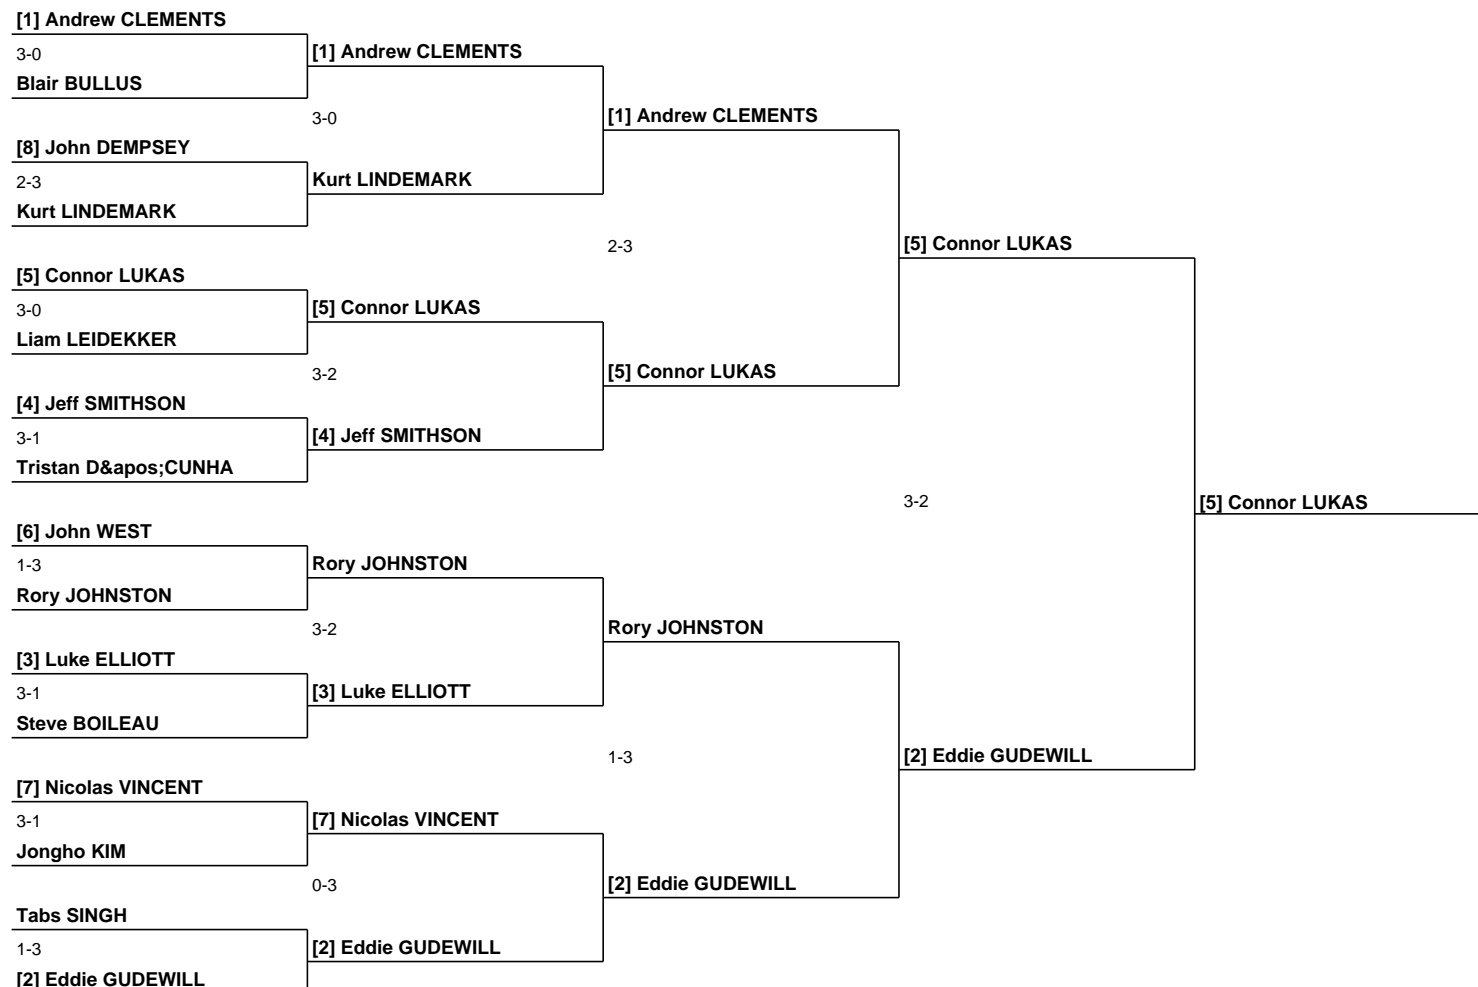 [1] Andrew CLEMENTS
3-0
[1] Andrew CLEMENTS
Blair BULLUS
3-0
[1] Andrew CLEMENTS
[8] John DEMPSEY
2-3
Kurt LINDEMARK
Kurt LINDEMARK
2-3
[5] Connor LUKAS
[5] Connor LUKAS
3-0
[5] Connor LUKAS
Liam LEIDEKKER
3-2
[5] Connor LUKAS
[4] Jeff SMITHSON
3-1
[4] Jeff SMITHSON
Tristan D&apos;CUNHA
3-2
[5] Connor LUKAS
[6] John WEST
1-3
Rory JOHNSTON
Rory JOHNSTON
3-2
Rory JOHNSTON
[3] Luke ELLIOTT
3-1
[3] Luke ELLIOTT
Steve BOILEAU
1-3
[2] Eddie GUDEWILL
[7] Nicolas VINCENT
3-1
[7] Nicolas VINCENT
Jongho KIM
0-3
[2] Eddie GUDEWILL
Tabs SINGH
1-3
[2] Eddie GUDEWILL
[2] Eddie GUDEWILL